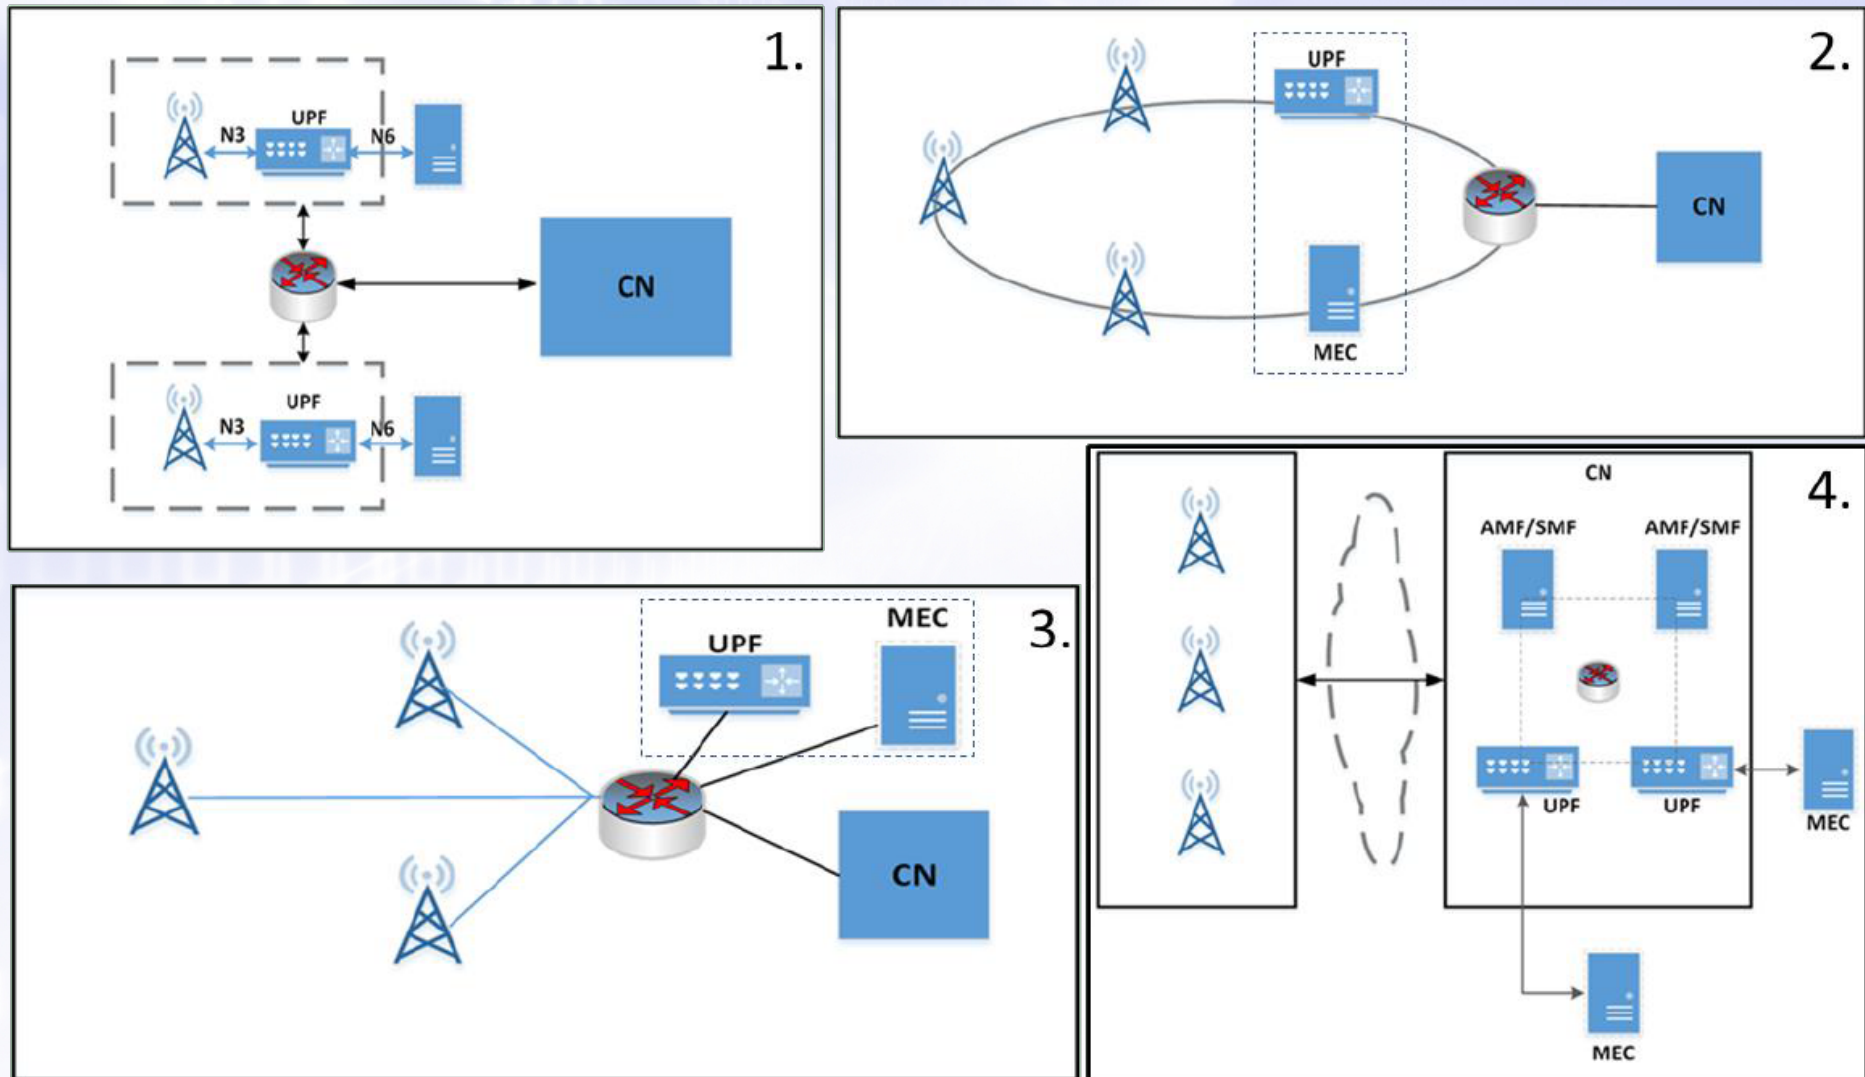 1.
UPF
N3
N6
CN
UPF
N3
N6
2.
UPF
CN
MEC
3.
UPF
MEC
CN
4.
CN
AMF/SMF
AMF/SMF
UPF
UPF
MEC
MEC